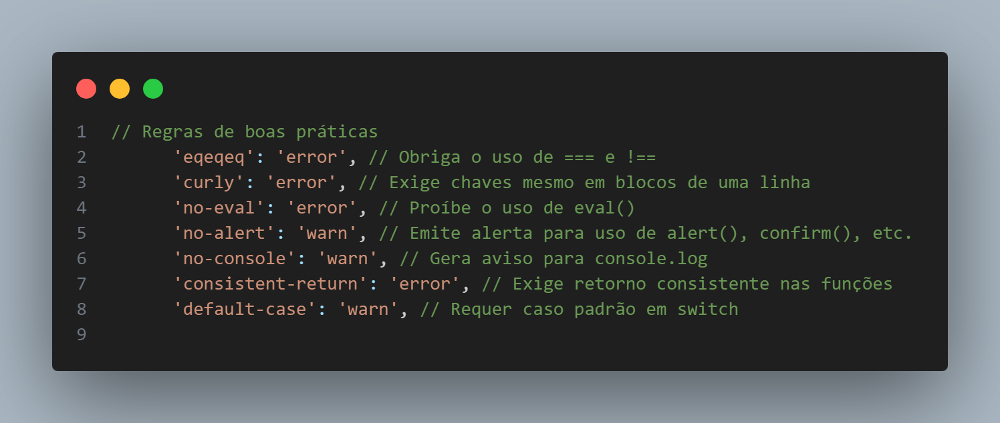 1 // Regras de boas práticas
2 'eqeqeq': 'error', // Obriga o uso de === e !==
3 'curly': 'error', // Exige chaves mesmo em blocos de uma linha
4 'no-eval': 'error', // Proíbe o uso de eval()
5 'no-alert': 'warn', // Emite alerta para uso de alert(), confirm(), etc.
6 'no-console': 'warn', // Gera aviso para console.log
7 'consistent-return': 'error', // Exige retorno consistente nas funções
8 'default-case': 'warn', // Requer caso padrão em switch
9